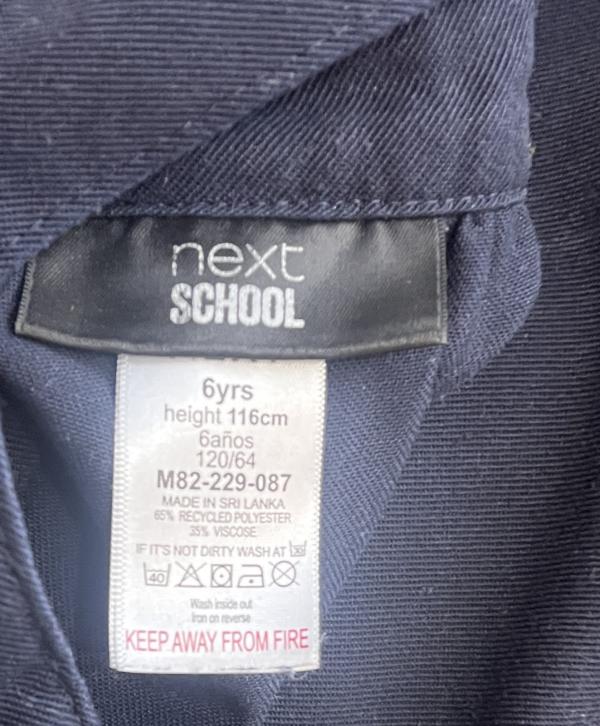 next
SCHOOL
6yrs
height 116cm
6años
120/64
M82-229-087
MADE IN SRI LANKA
65% RECYCLED POLYESTER
35% VISCOSE
IF IT'S NOT DIRTY WASH AT 30
40
Wash inside out
Iron on reverse
KEEP AWAY FROM FIRE